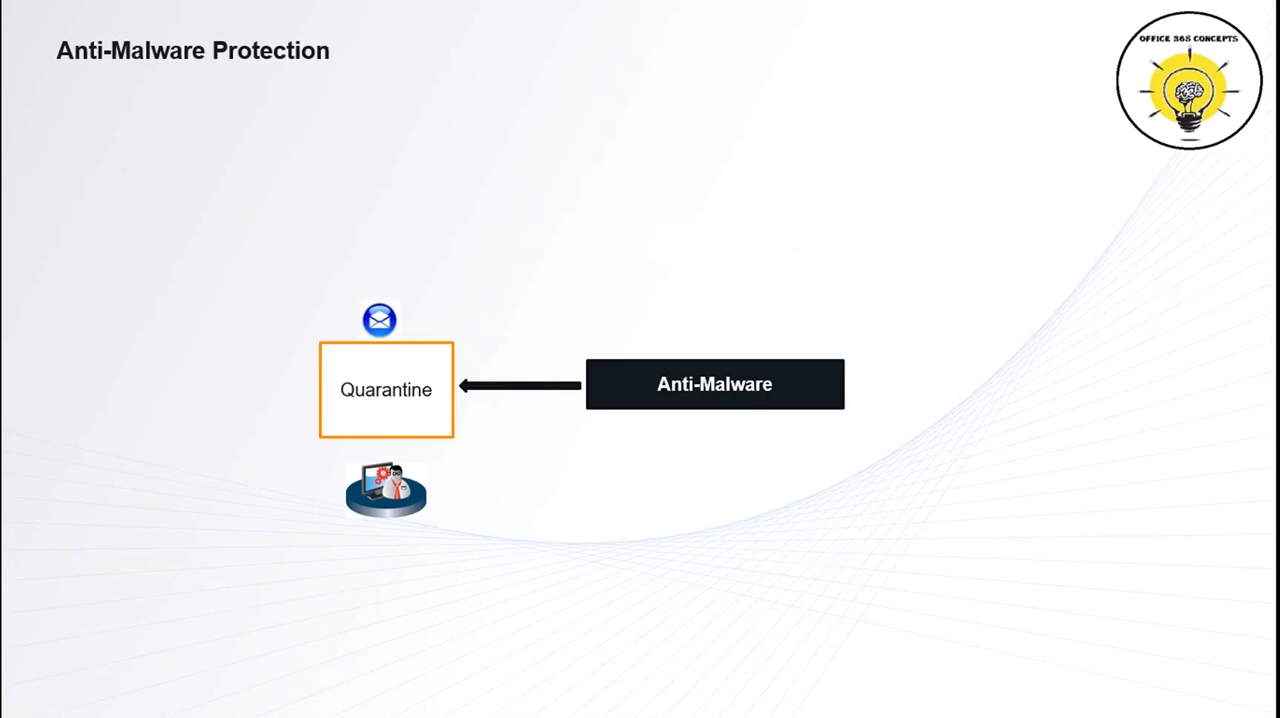 Anti-Malware Protection
OFFICE 365 CONCEPTS
Quarantine
Anti-Malware